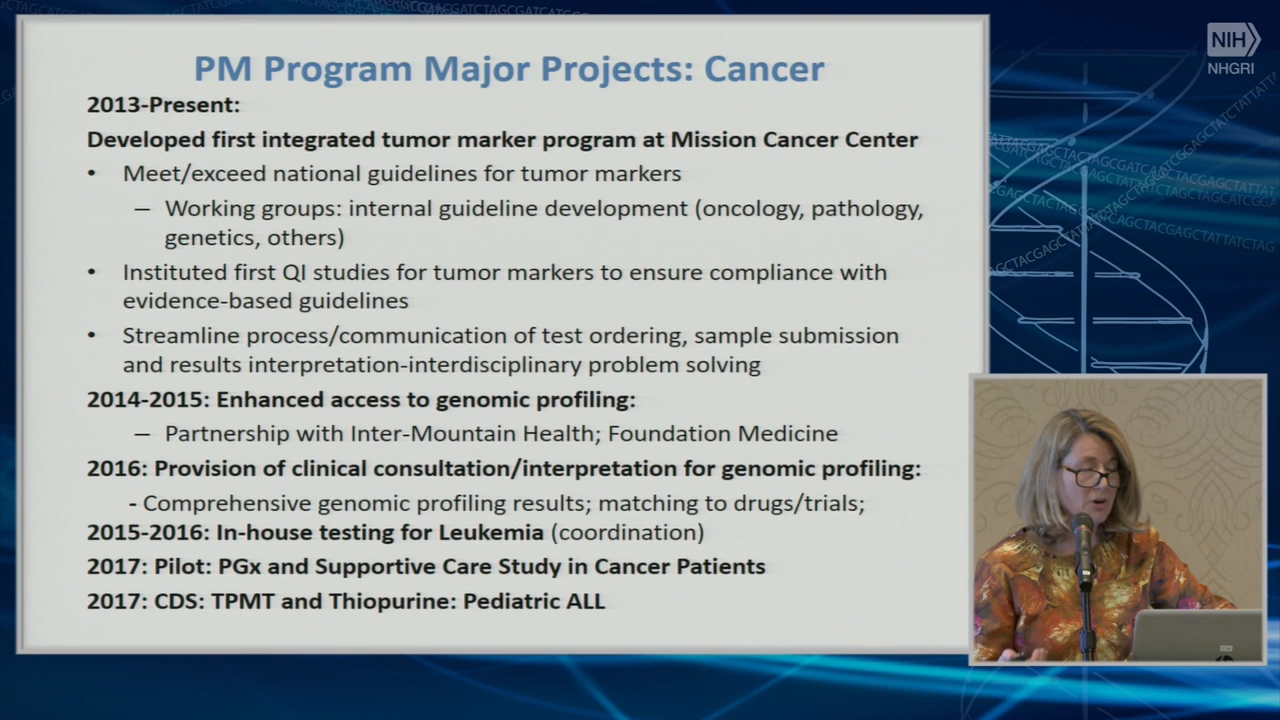 PM Program Major Projects: Cancer
2013-Present:
Developed first integrated tumor marker program at Mission Cancer Center
• Meet/exceed national guidelines for tumor markers
– Working groups: internal guideline development (oncology, pathology,
genetics, others)
• Instituted first QI studies for tumor markers to ensure compliance with
evidence-based guidelines
• Streamline process/communication of test ordering, sample submission
and results interpretation-interdisciplinary problem solving
2014-2015: Enhanced access to genomic profiling:
– Partnership with Inter-Mountain Health; Foundation Medicine
2016: Provision of clinical consultation/interpretation for genomic profiling:
- Comprehensive genomic profiling results; matching to drugs/trials;
2015-2016: In-house testing for Leukemia (coordination)
2017: Pilot: PGx and Supportive Care Study in Cancer Patients
2017: CDS: TPMT and Thiopurine: Pediatric ALL
NIH
NHGRI